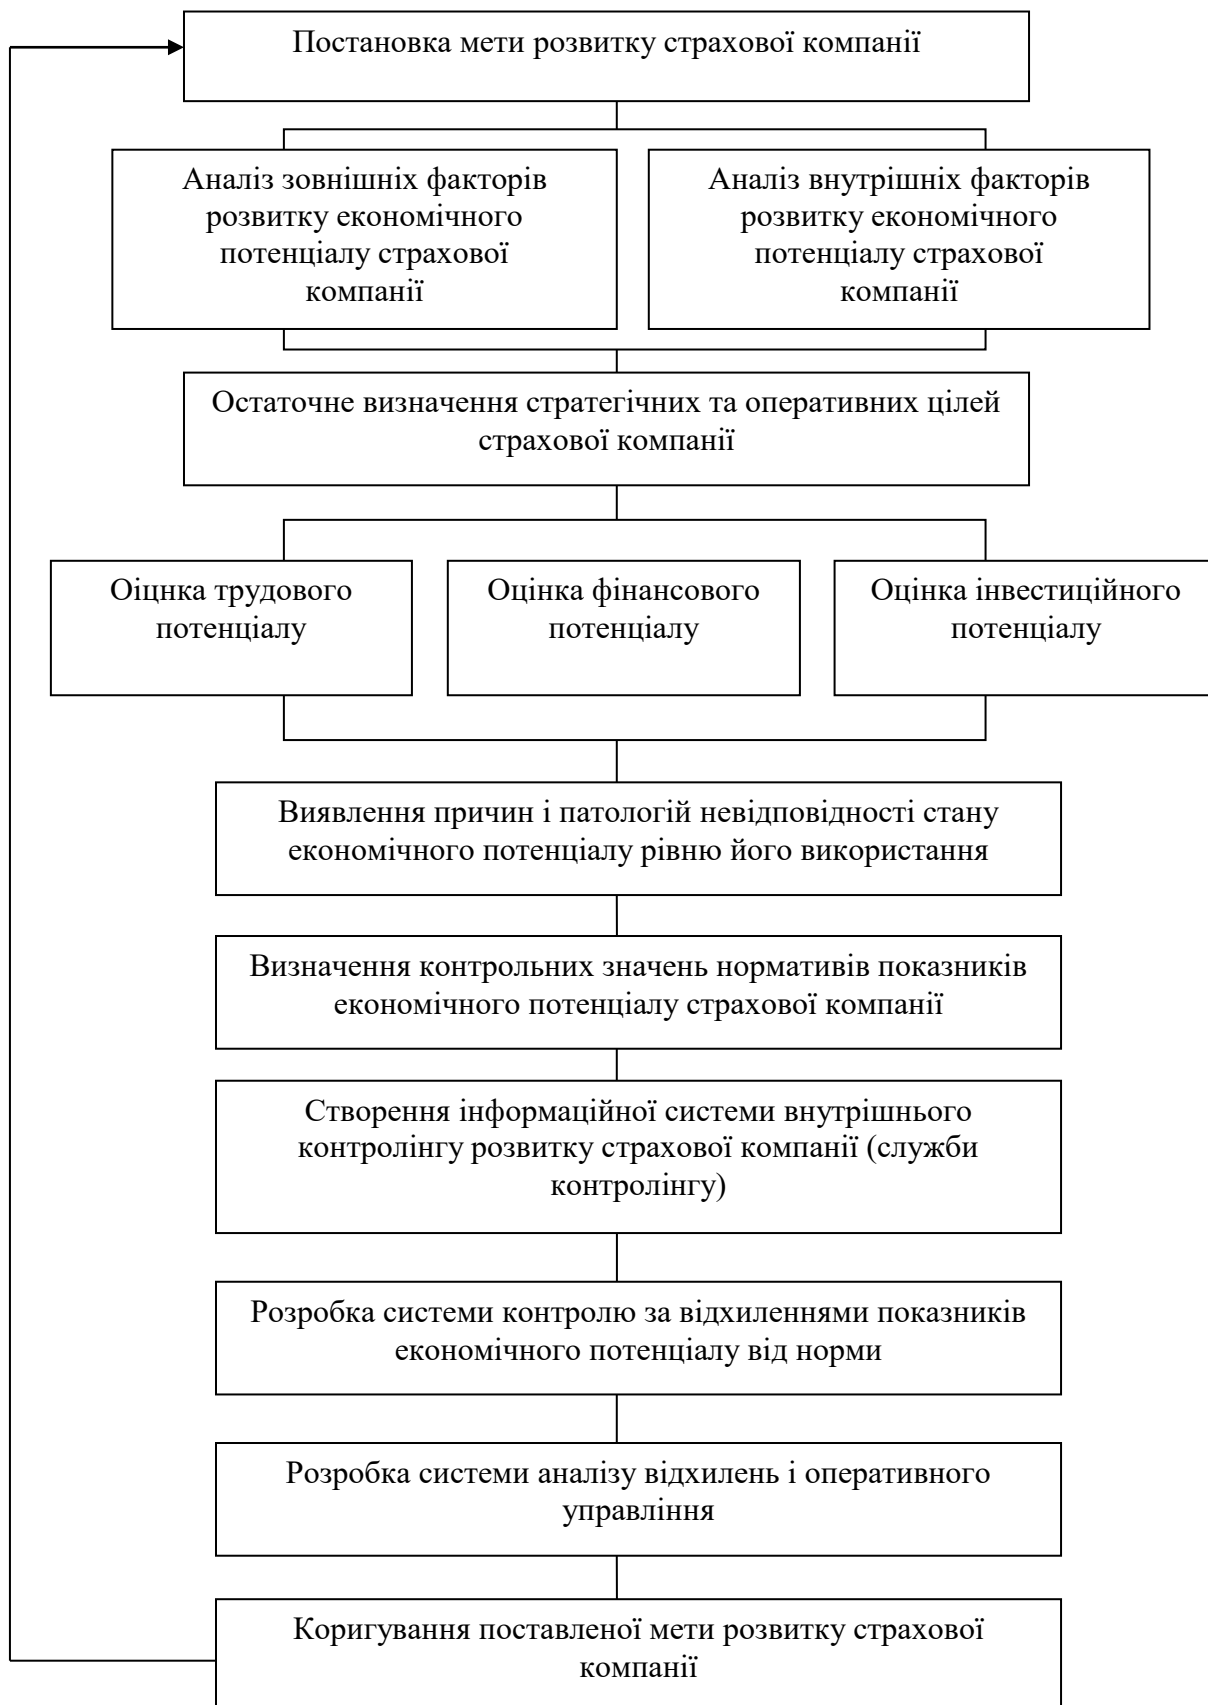 Постановка мети розвитку страхової компанії
Аналіз зовнішніх факторів
розвитку економічного
потенціалу страхової
компанії
Аналіз внутрішніх факторів
розвитку економічного
потенціалу страхової
компанії
Остаточне визначення стратегічних та оперативних цілей
страхової компанії
Оіцнка трудового
потенціалу
Оцінка фінансового
потенціалу
Оцінка інвестиційного
потенціалу
Виявлення причин і патологій невідповідності стану
економічного потенціалу рівню його використання
Визначення контрольних значень нормативів показників
економічного потенціалу страхової компанії
Створення інформаційної системи внутрішнього
контролінгу розвитку страхової компанії (служби
контролінгу)
Розробка системи контролю за відхиленнями показників
економічного потенціалу від норми
Розробка системи аналізу відхилень і оперативного
управління
Коригування поставленої мети розвитку страхової
компанії